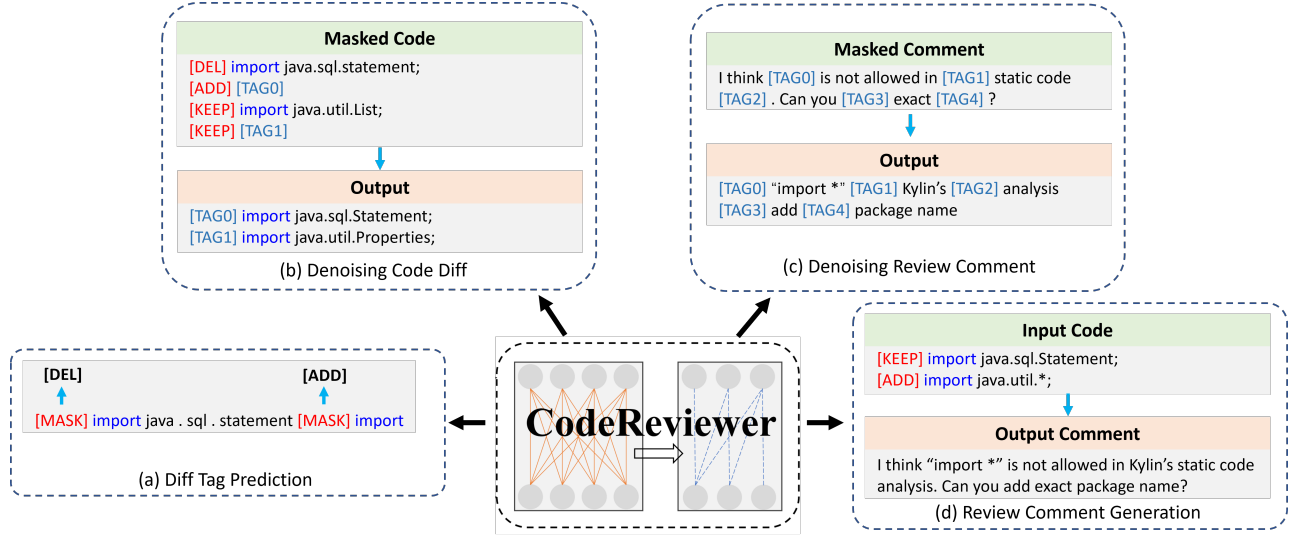 Masked Code
[DEL] import java.sql.statement;
[ADD] [TAG0]
[KEEP] import java.util.List;
[KEEP] [TAG1]
Output
[TAG0] import java.sql.Statement;
[TAG1] import java.util.Properties;
(b) Denoising Code Diff
Masked Comment
I think [TAG0] is not allowed in [TAG1] static code
[TAG2] . Can you [TAG3] exact [TAG4] ?
Output
[TAG0] “import *” [TAG1] Kylin’s [TAG2] analysis
[TAG3] add [TAG4] package name
(c) Denoising Review Comment
[DEL] [ADD]
[MASK] import java . sql . statement [MASK] import
(a) Diff Tag Prediction
CodeReviewer
Input Code
[KEEP] import java.sql.Statement;
[ADD] import java.util.*;
Output Comment
I think “import *” is not allowed in Kylin’s static code
analysis. Can you add exact package name?
(d) Review Comment Generation